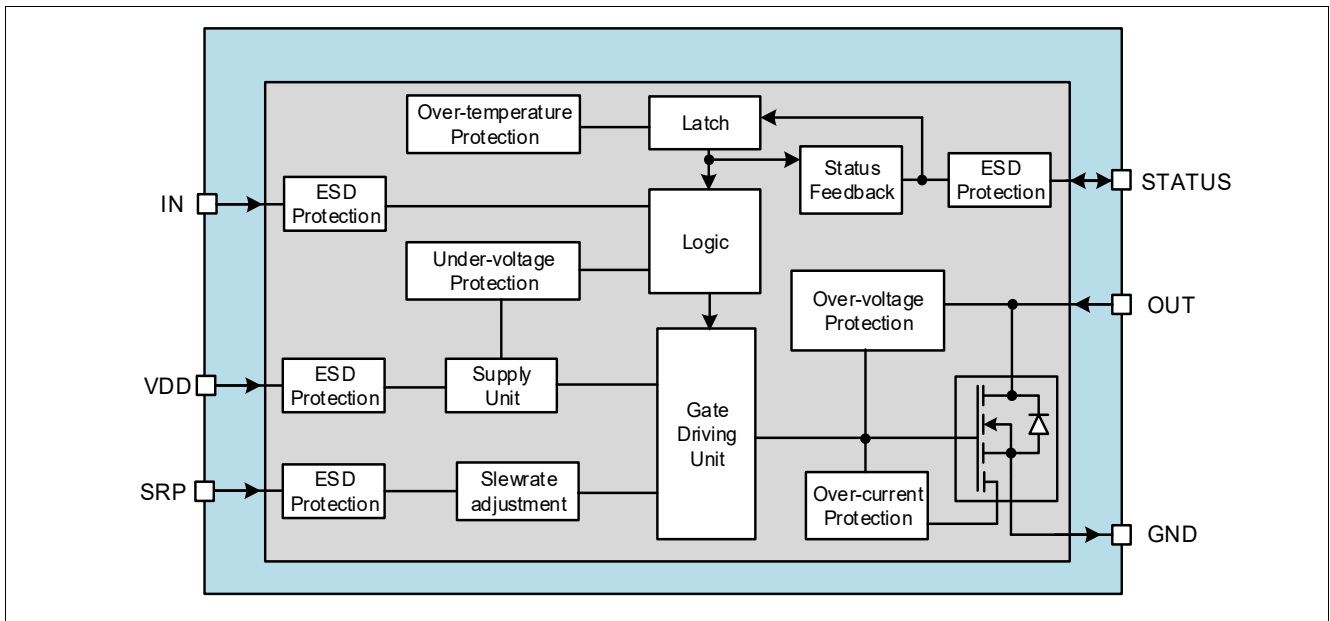 Over-temperature
Protection
Latch
Status
Feedback
ESD
Protection
STATUS
IN
ESD
Protection
Logic
Under-voltage
Protection
Over-voltage
Protection
OUT
VDD
ESD
Protection
Supply
Unit
Gate
Driving
Unit
SRP
ESD
Protection
Slewrate
adjustment
Over-current
Protection
GND